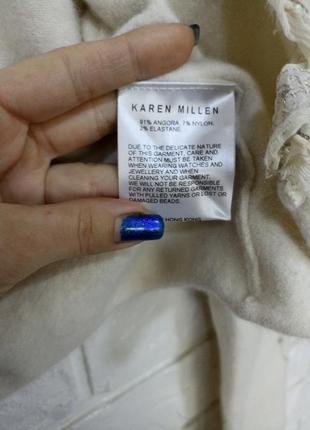 KAREN MILLEN
91% ANGORA 7% NYLON,
2% ELASTANE.
DUE TO THE DELICATE NATURE
OF THIS GARMENT, CARE AND
ATTENTION MUST BE TAKEN
WHEN WEARING WATCHES AND
JEWELLERY AND WHEN
CLEANING YOUR GARMENT.
WE WILL NOT BE RESPONSIBLE
FOR ANY RETURNED GARMENTS
WITH PULLED YARNS OR LOST OR
DAMAGED BEADS.
HONG KONG